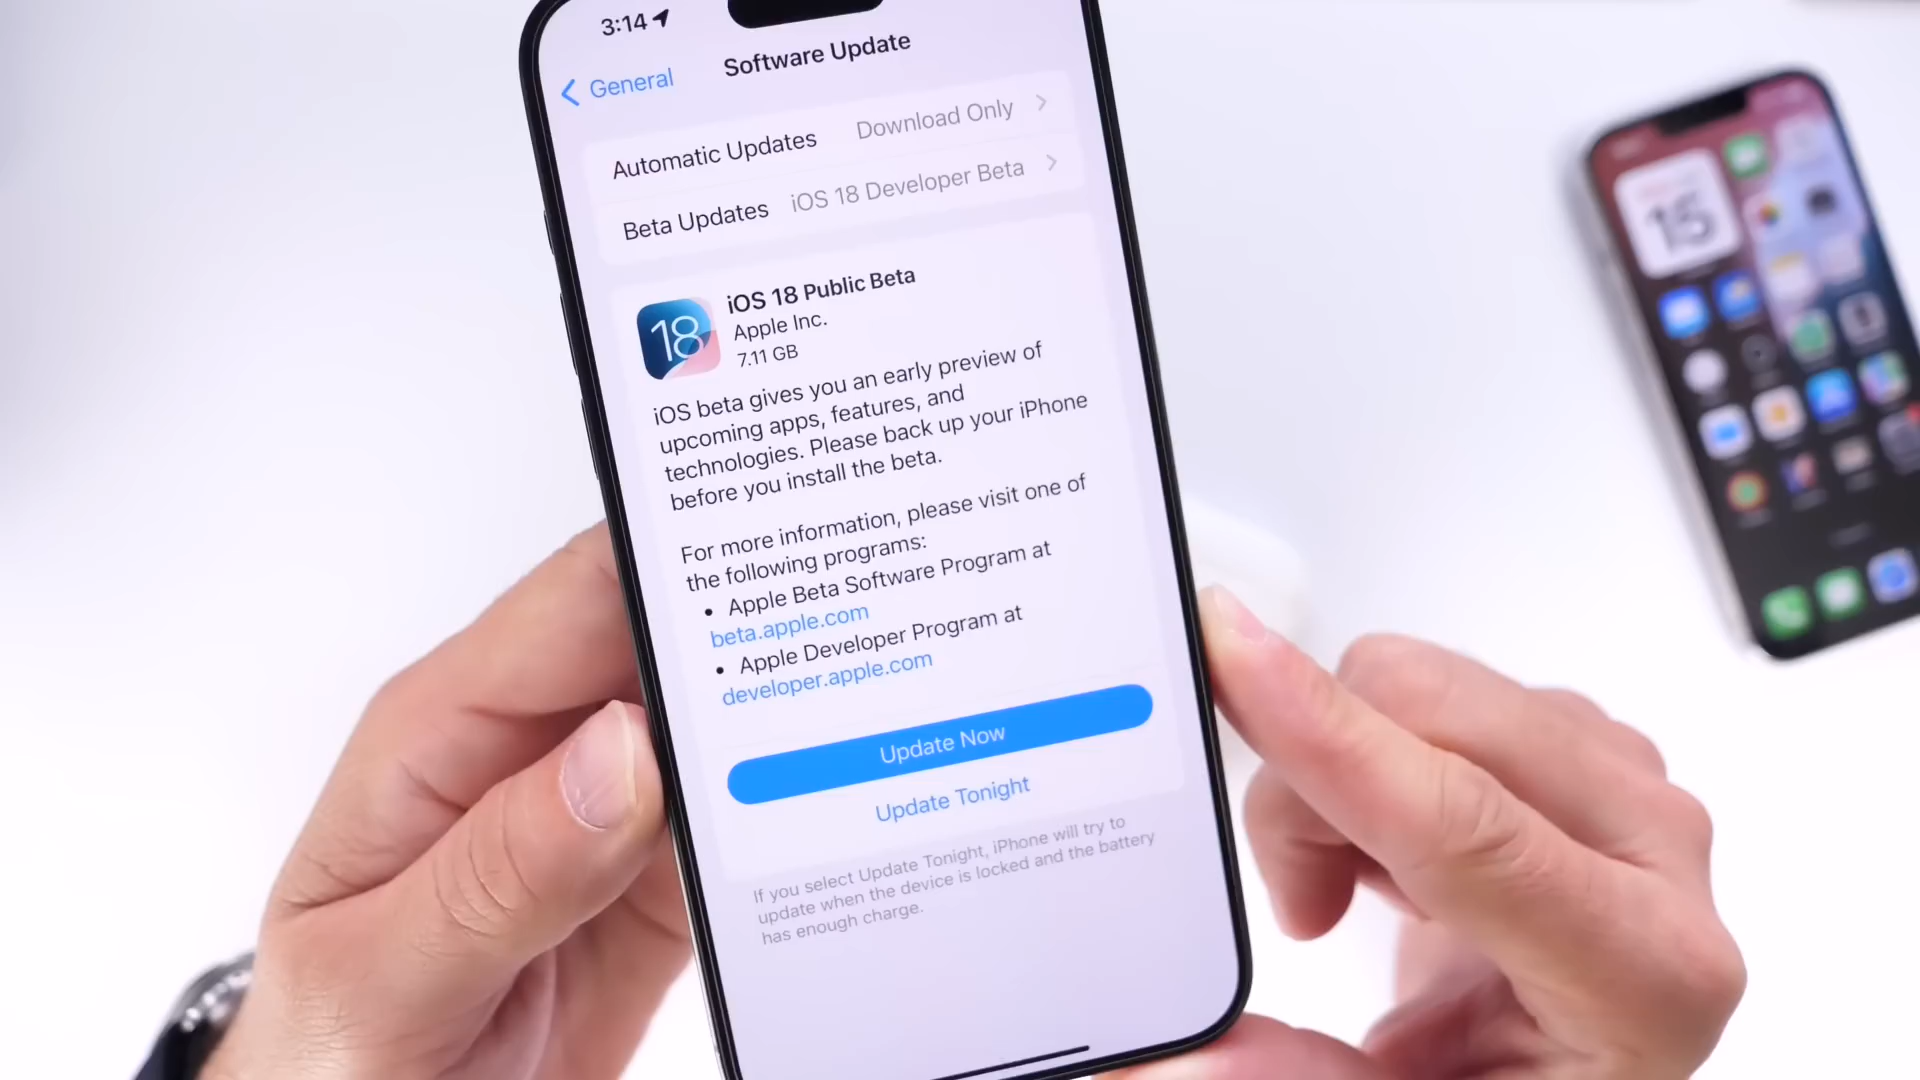 3:14
General
Software Update
Automatic Updates Download Only
Beta Updates iOS 18 Developer Beta
18
iOS 18 Public Beta
Apple Inc.
7.11 GB
iOS beta gives you an early preview of
upcoming apps, features, and
technologies. Please back up your iPhone
before you install the beta.
For more information, please visit one of
the following programs:
• Apple Beta Software Program at
beta.apple.com
• Apple Developer Program at
developer.apple.com
Update Now
Update Tonight
If you select Update Tonight, iPhone will try to
update when the device is locked and the battery
has enough charge.
15